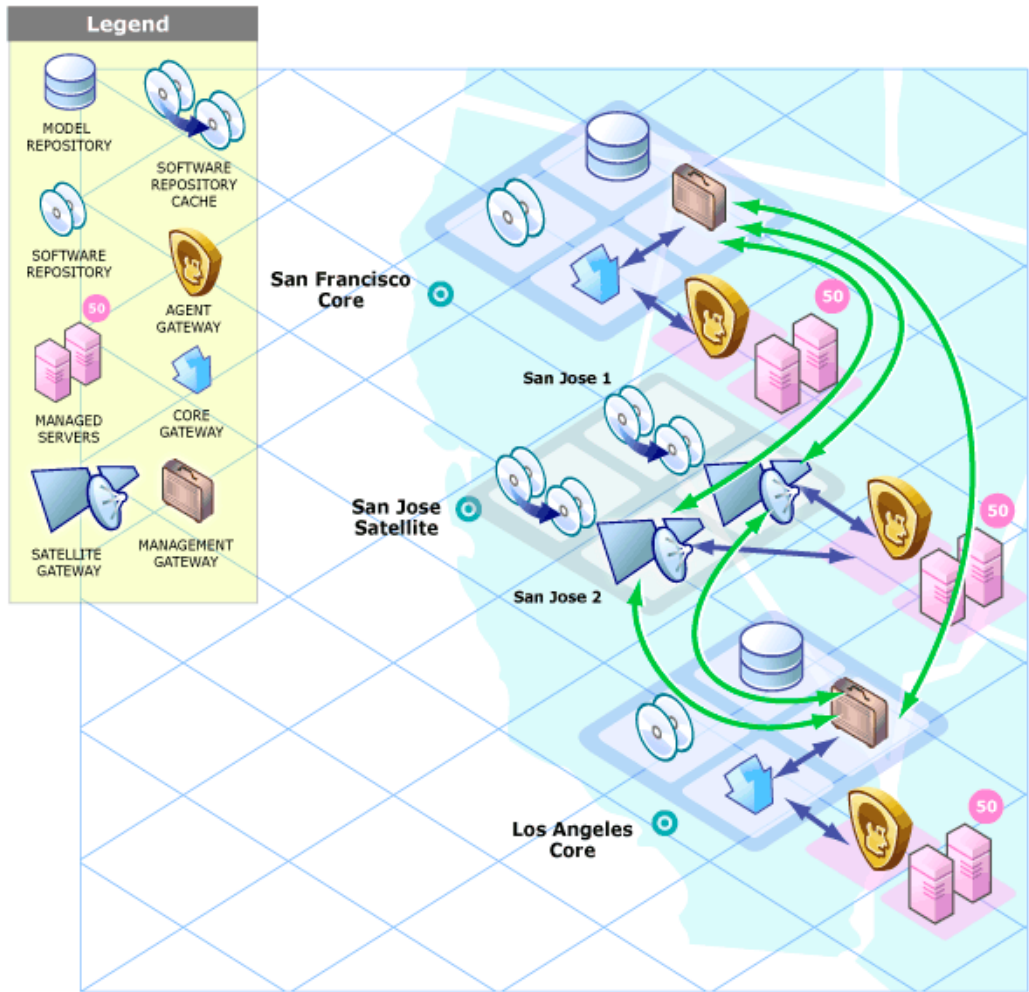 Legend
MODEL
REPOSITORY
SOFTWARE
REPOSITORY
CACHE
SOFTWARE
REPOSITORY
AGENT
GATEWAY
50
MANAGED
SERVERS
CORE
GATEWAY
SATELLITE
GATEWAY
MANAGEMENT
GATEWAY
San Francisco
Core
50
San Jose 1
San Jose
Satellite
50
San Jose 2
Los Angeles
Core
50